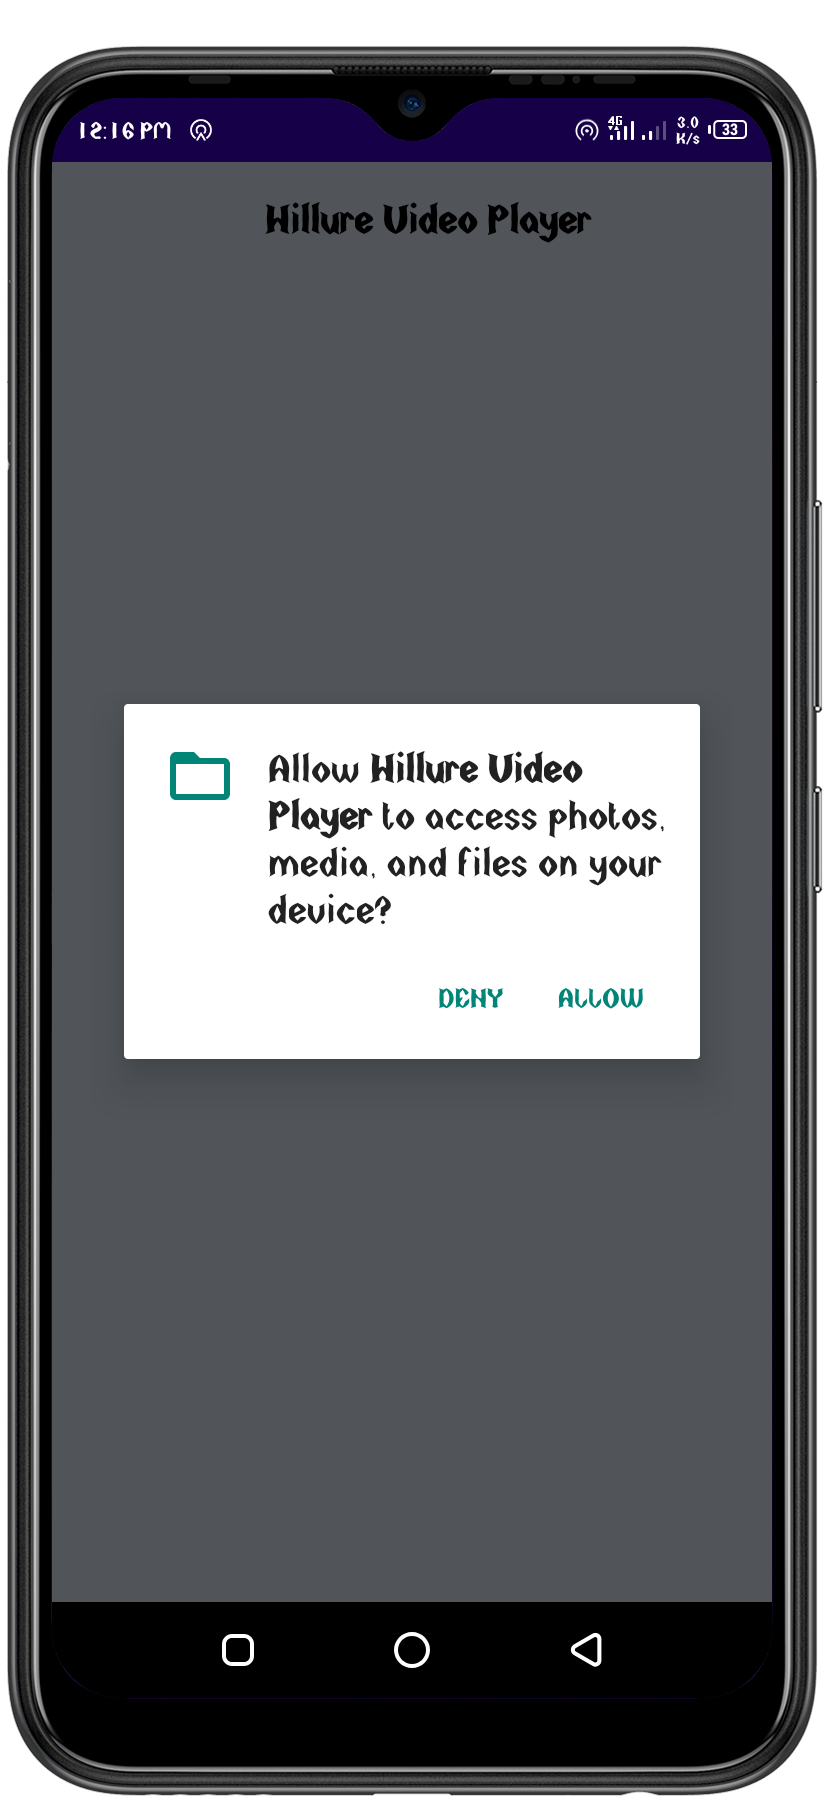 12:16 PM 4G 3.0 K/s 33
Hillure Video Player
Allow Hillure Video
Player to access photos,
media, and files on your
device?
DENY ALLOW